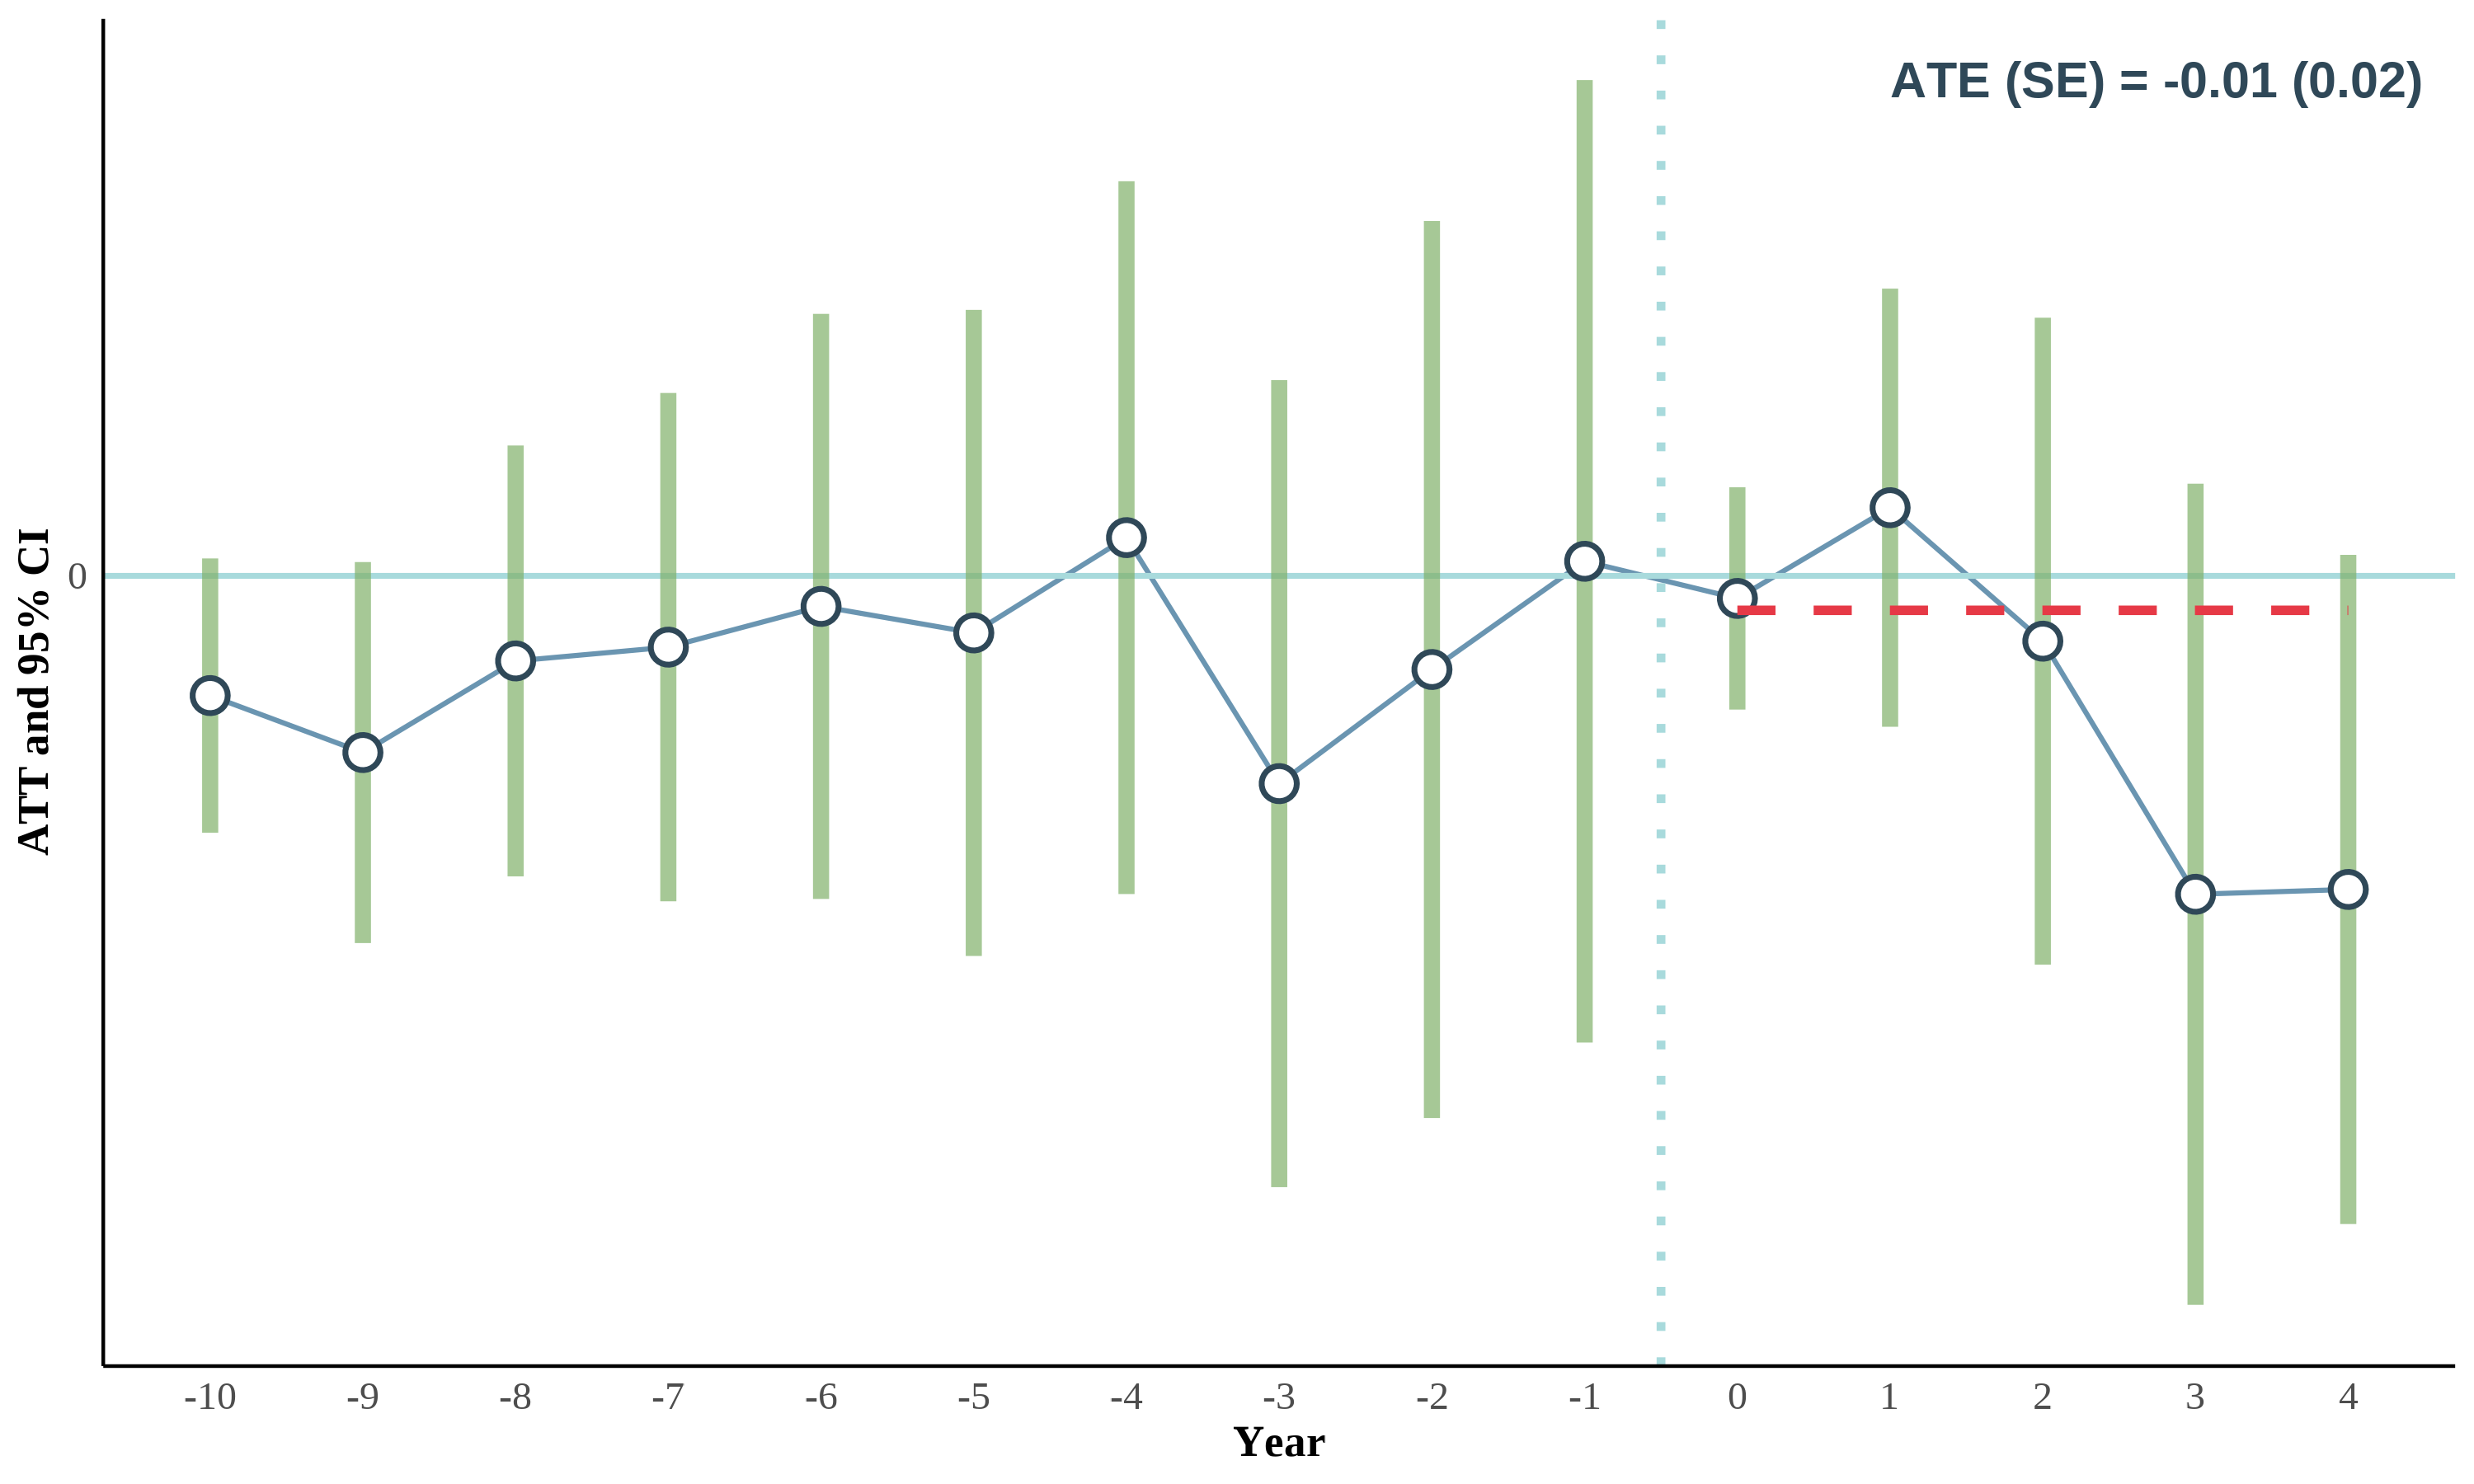 ATE (SE) = -0.01 (0.02)
ATT and 95% CI
0
-10 -9 -8 -7 -6 -5 -4 -3 -2 -1 0 1 2 3 4
Year